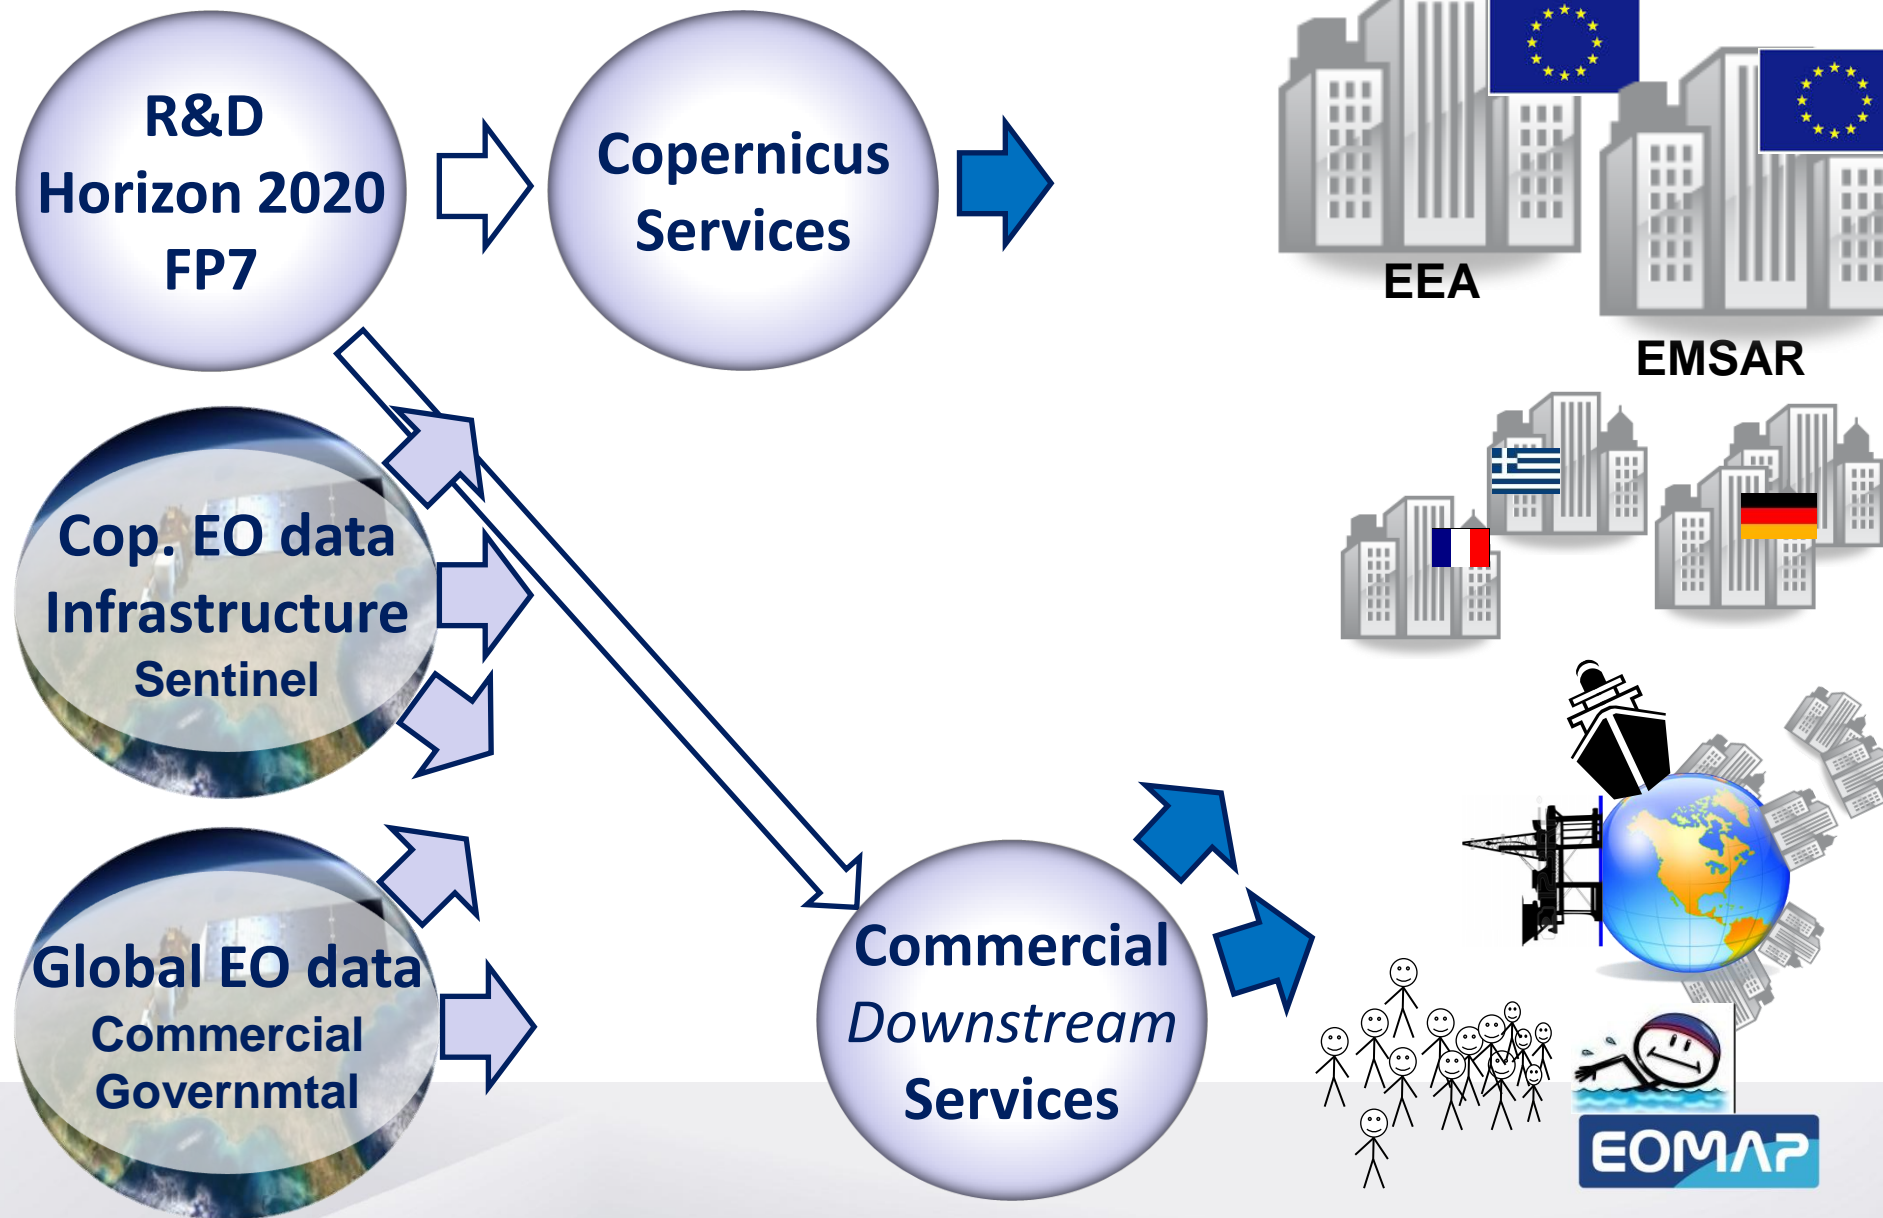 R&D
Horizon 2020
FP7
Copernicus
Services
EEA
EMSAR
Cop. EO data
Infrastructure
Sentinel
Global EO data
Commercial
Governmtal
Commercial
Downstream
Services
EOMAP